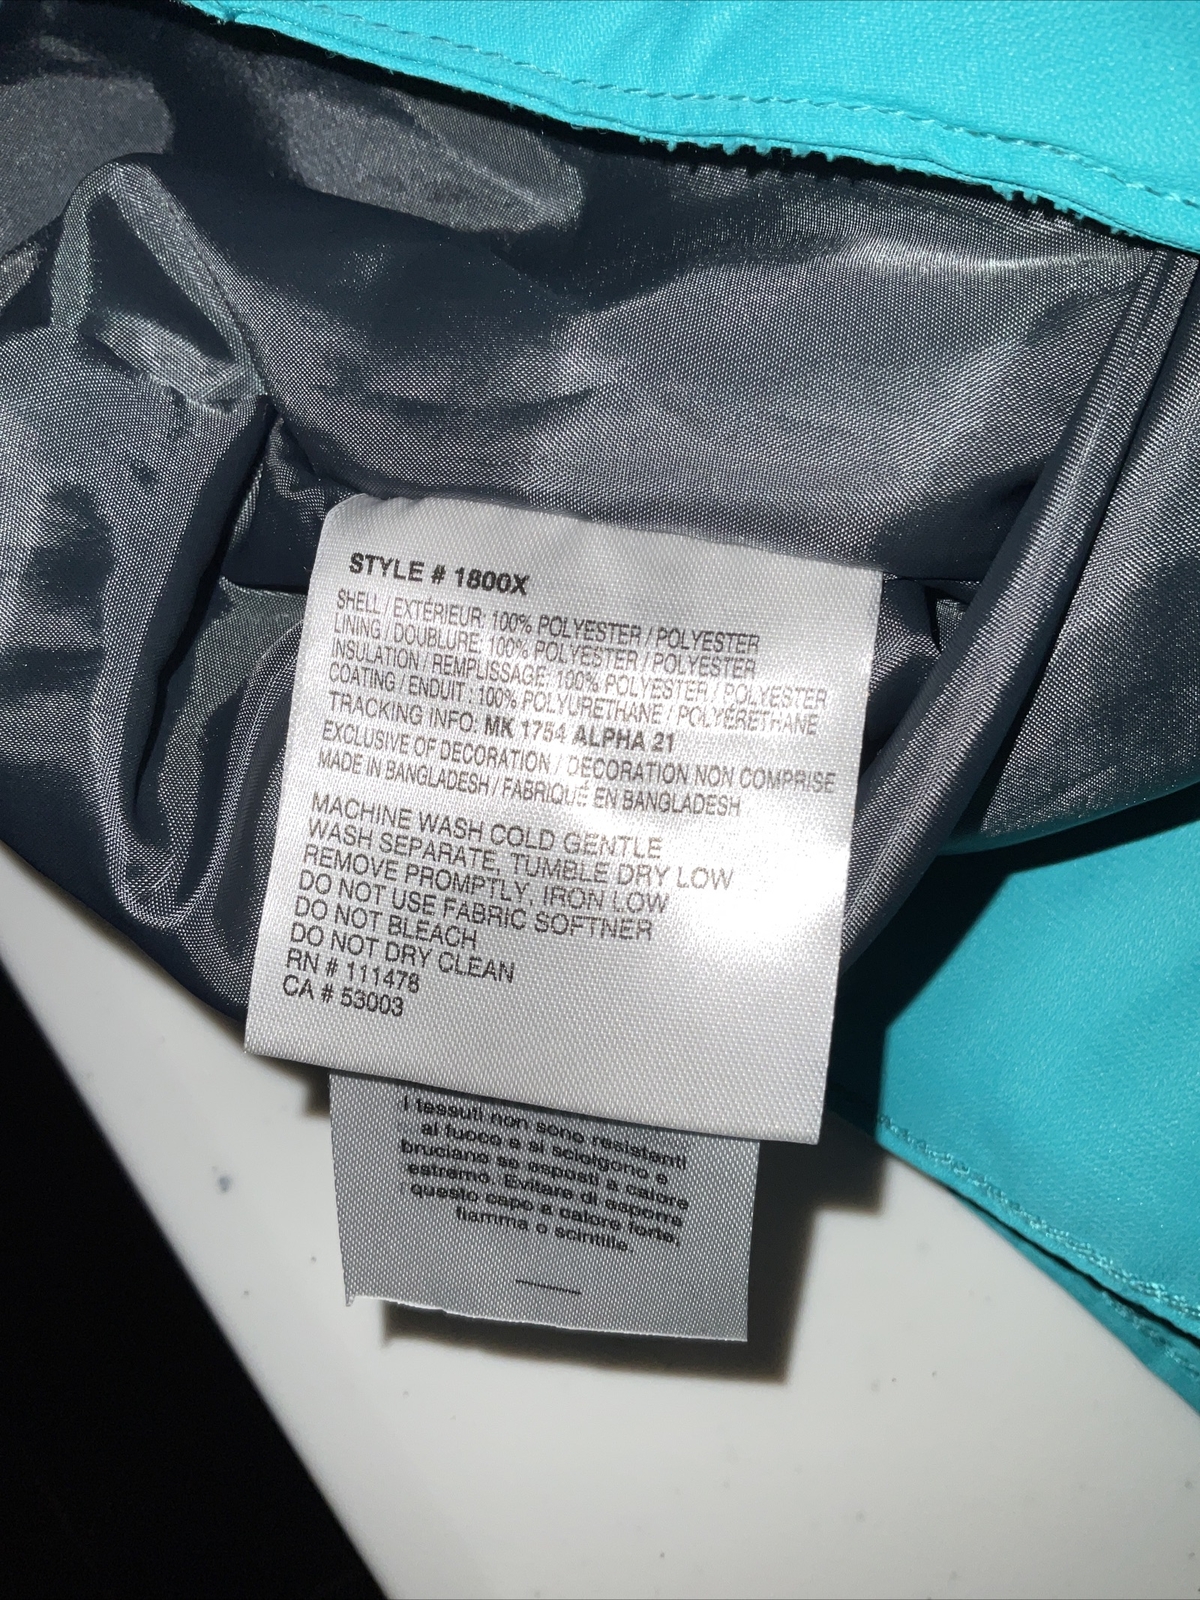 STYLE # 1800X
SHELL / EXTÉRIEUR: 100% POLYESTER / POLYESTER
LINING / DOUBLURE: 100% POLYESTER / POLYESTER
INSULATION / REMPLISSAGE: 100% POLYESTER / POLYESTER
COATING / ENDUIT.: 100% POLYURETHANE / POLYERETHANE
TRACKING INFO: MK 1754 ALPHA 21
EXCLUSIVE OF DECORATION / DÉCORATION NON COMPRISE
MADE IN BANGLADESH / FABRIQUÉ EN BANGLADESH
MACHINE WASH COLD GENTLE
WASH SEPARATE, TUMBLE DRY LOW
REMOVE PROMPTLY, IRON LOW
DO NOT USE FABRIC SOFTNER
DO NOT BLEACH
DO NOT DRY CLEAN
RN # 111478
CA # 53003
I tessuti non sono resistenti
al fuoco e si sciolgono e
bruciano se esposti a calore
estremo. Evitare di esporre
questo capo a calore forte,
fiamma o scintille.